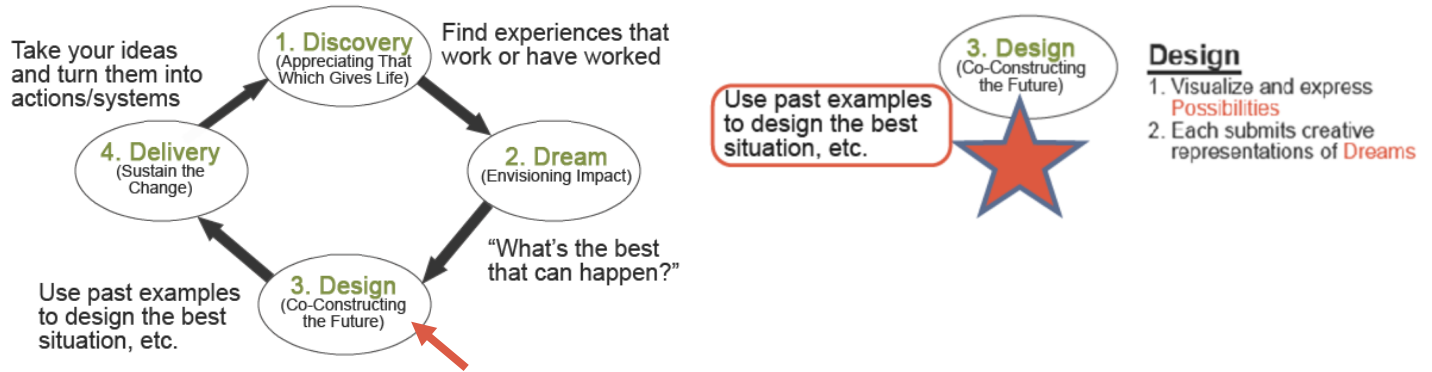 Take your ideas
and turn them into
actions/systems
1. Discovery
(Appreciating That
Which Gives Life)
Find experiences that
work or have worked
4. Delivery
(Sustain the
Change)
2. Dream
(Envisioning Impact)
“What’s the best
that can happen?”
3. Design
(Co-Constructing
the Future)
Use past examples
to design the best
situation, etc.
3. Design
(Co-Constructing
the Future)
Use past examples
to design the best
situation, etc.
Design
1. Visualize and express
Possibilities
2. Each submits creative
representations of Dreams